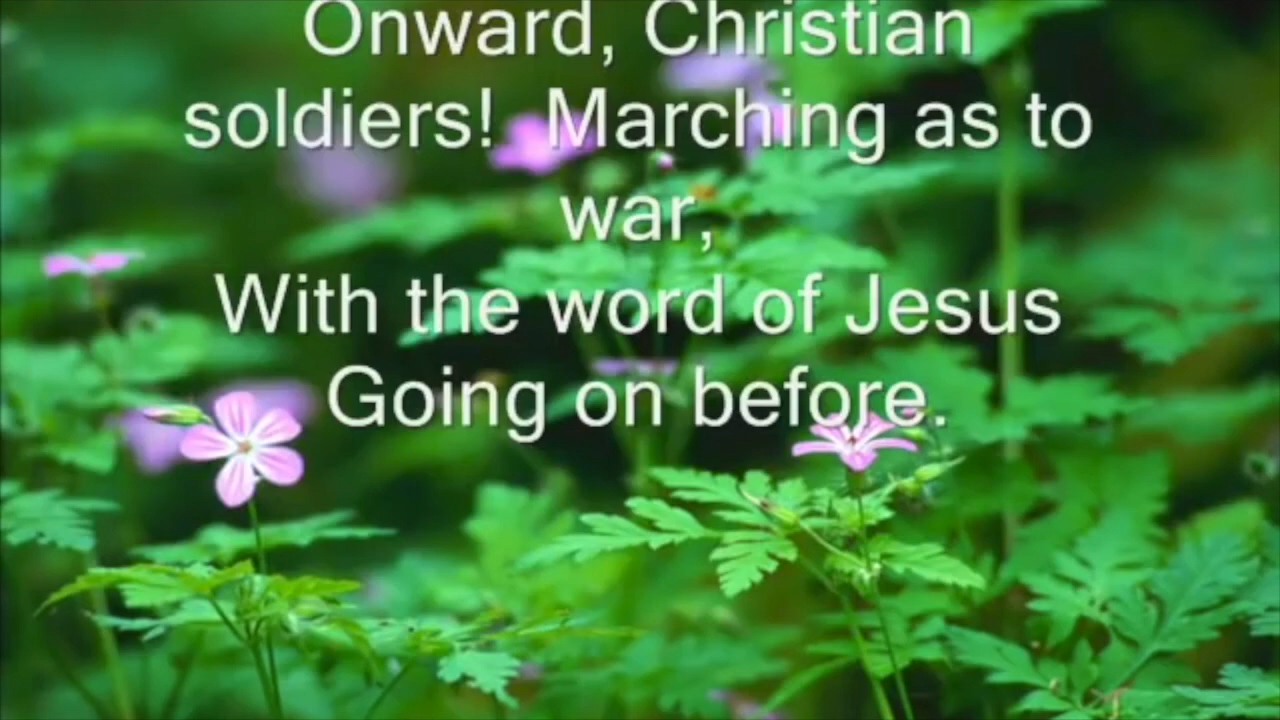 Onward, Christian
soldiers!  Marching as to
war,
With the word of Jesus
Going on before.